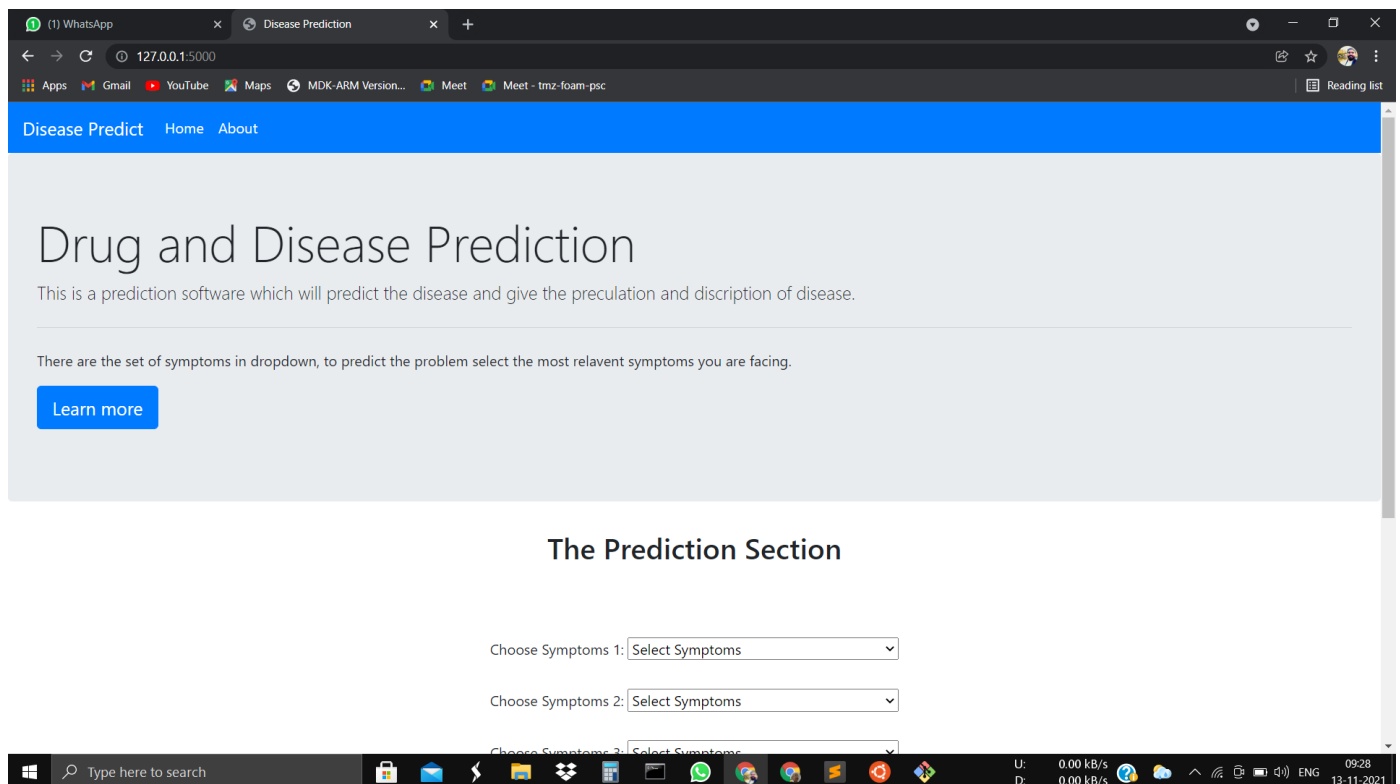 (1) WhatsApp
Disease Prediction
127.0.0.1:5000
Apps Gmail YouTube Maps MDK-ARM Version... Meet Meet - tmz-foam-psc Reading list
Disease Predict Home About
Drug and Disease Prediction
This is a prediction software which will predict the disease and give the preculation and discription of disease.
There are the set of symptoms in dropdown, to predict the problem select the most relavent symptoms you are facing.
Learn more
The Prediction Section
Choose Symptoms 1: Select Symptoms
Choose Symptoms 2: Select Symptoms
Choose Symptoms 3: Select Symptoms
Type here to search
U: 0.00 kB/s
D: 0.00 kB/s
ENG
09:28
13-11-2021